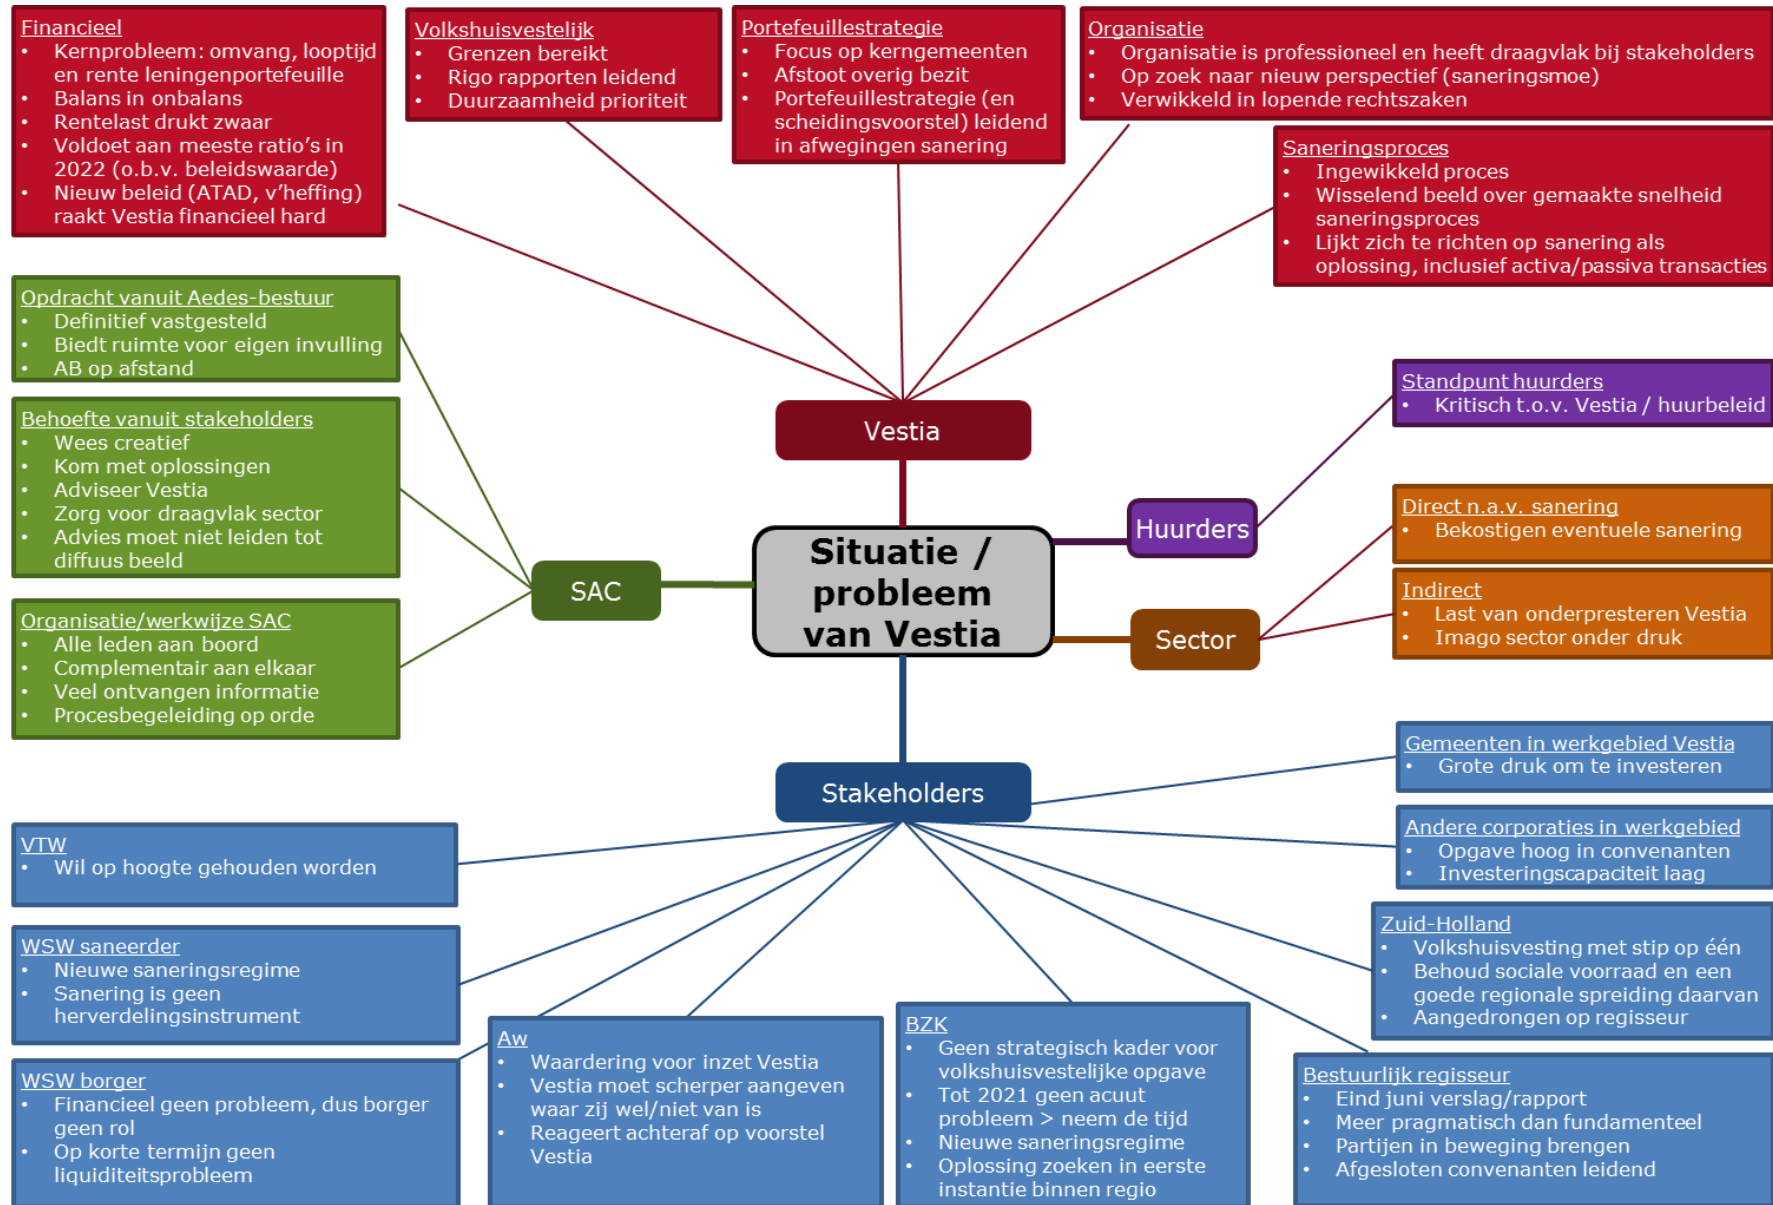 Financieel
• Kernprobleem: omvang, looptijd
en rente leningenportefeuille
• Balans in onbalans
• Rentelast drukt zwaar
• Voldoet aan meeste ratio's in
2022 (o.b.v. beleidswaarde)
• Nieuw beleid (ATAD, v'heffing)
raakt Vestia financieel hard
Volkshuisvestelijk
• Grenzen bereikt
• Rigo rapporten leidend
• Duurzaamheid prioriteit
Portefeuillestrategie
• Focus op kerngemeenten
• Afstoot overig bezit
• Portefeuillestrategie (en
scheidingsvoorstel) leidend
in afwegingen sanering
Organisatie
• Organisatie is professioneel en heeft draagvlak bij stakeholders
• Op zoek naar nieuw perspectief (saneringsmoe)
• Verwikkeld in lopende rechtszaken
Saneringsproces
• Ingewikkeld proces
• Wisselend beeld over gemaakte snelheid
saneringsproces
• Lijkt zich te richten op sanering als
oplossing, inclusief activa/passiva transacties
Opdracht vanuit Aedes-bestuur
• Definitief vastgesteld
• Biedt ruimte voor eigen invulling
• AB op afstand
Behoefte vanuit stakeholders
• Wees creatief
• Kom met oplossingen
• Adviseer Vestia
• Zorg voor draagvlak sector
• Advies moet niet leiden tot
diffuus beeld
Organisatie/werkwijze SAC
• Alle leden aan boord
• Complementair aan elkaar
• Veel ontvangen informatie
• Procesbegeleiding op orde
SAC
Vestia
Situatie /
probleem
van Vestia
Huurders
Sector
Stakeholders
Standpunt huurders
• Kritisch t.o.v. Vestia / huurbeleid
Direct n.a.v. sanering
• Bekostigen eventuele sanering
Indirect
• Last van onderpresteren Vestia
• Imago sector onder druk
Gemeenten in werkgebied Vestia
• Grote druk om te investeren
Andere corporaties in werkgebied
• Opgave hoog in convenanten
• Investeringscapaciteit laag
Zuid-Holland
• Volkshuisvesting met stip op één
• Behoud sociale voorraad en een
goede regionale spreiding daarvan
• Aangedrongen op regisseur
Bestuurlijk regisseur
• Eind juni verslag/rapport
• Meer pragmatisch dan fundamenteel
• Partijen in beweging brengen
• Afgesloten convenanten leidend
VTW
• Wil op hoogte gehouden worden
WSW saneerder
• Nieuwe saneringsregime
• Sanering is geen
herverdelingsinstrument
WSW borger
• Financieel geen probleem, dus borger
geen rol
• Op korte termijn geen
liquiditeitsprobleem
Aw
• Waardering voor inzet Vestia
• Vestia moet scherper aangeven
waar zij wel/niet van is
• Reageert achteraf op voorstel
Vestia
BZK
• Geen strategisch kader voor
volkshuisvestelijke opgave
• Tot 2021 geen acuut
probleem > neem de tijd
• Nieuwe saneringsregime
• Oplossing zoeken in eerste
instantie binnen regio